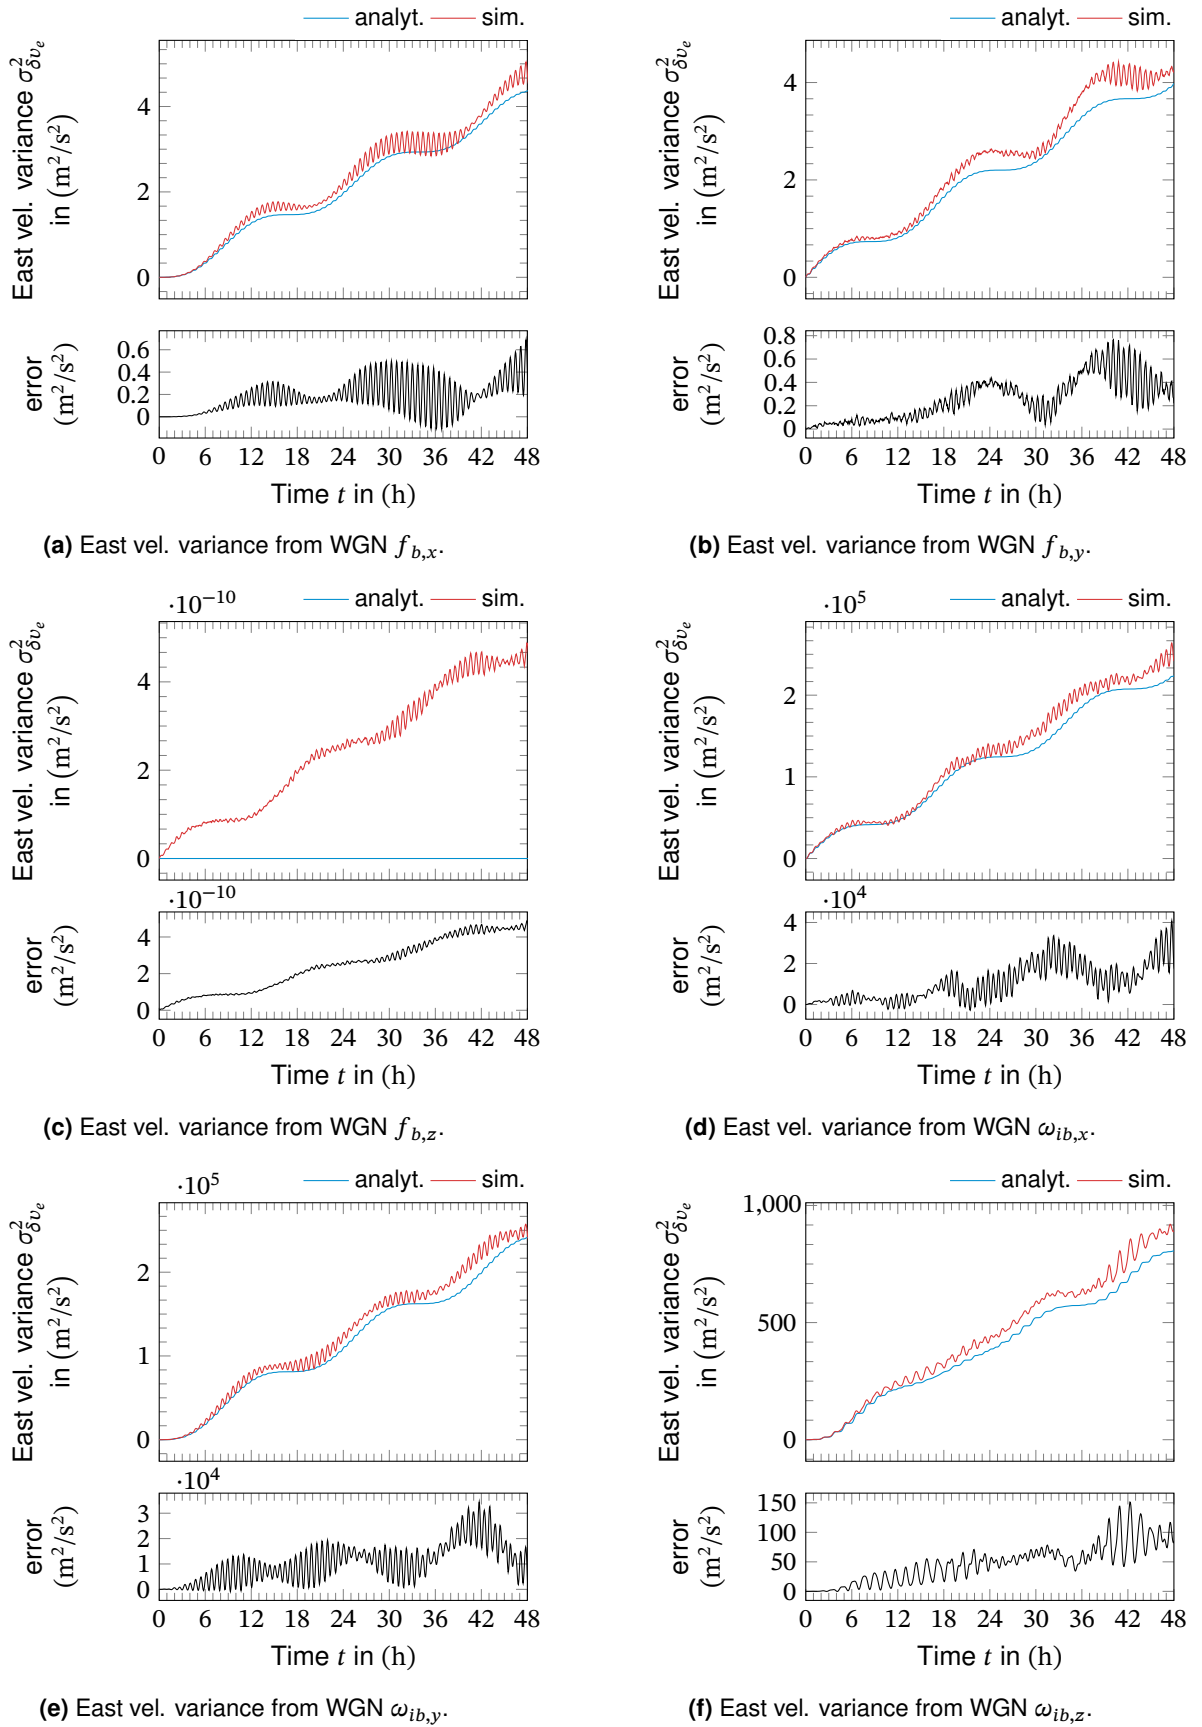 analyt. sim.
East vel. variance σ²_δv_e
in (m²/s²)
4
2
0
error
(m²/s²)
0.6
0.4
0.2
0
0 6 12 18 24 30 36 42 48
Time t in (h)
(a) East vel. variance from WGN f_b,x.
analyt. sim.
East vel. variance σ²_δv_e
in (m²/s²)
4
2
0
error
(m²/s²)
0.8
0.6
0.4
0.2
0
0 6 12 18 24 30 36 42 48
Time t in (h)
(b) East vel. variance from WGN f_b,y.
·10⁻¹⁰
analyt. sim.
East vel. variance σ²_δv_e
in (m²/s²)
4
2
0
·10⁻¹⁰
error
(m²/s²)
4
2
0
0 6 12 18 24 30 36 42 48
Time t in (h)
(c) East vel. variance from WGN f_b,z.
·10⁵
analyt. sim.
East vel. variance σ²_δv_e
in (m²/s²)
2
1
0
·10⁴
error
(m²/s²)
4
2
0
0 6 12 18 24 30 36 42 48
Time t in (h)
(d) East vel. variance from WGN ω_ib,x.
·10⁵
analyt. sim.
East vel. variance σ²_δv_e
in (m²/s²)
2
1
0
·10⁴
error
(m²/s²)
3
2
1
0
0 6 12 18 24 30 36 42 48
Time t in (h)
(e) East vel. variance from WGN ω_ib,y.
analyt. sim.
East vel. variance σ²_δv_e
in (m²/s²)
1,000
500
0
error
(m²/s²)
150
100
50
0
0 6 12 18 24 30 36 42 48
Time t in (h)
(f) East vel. variance from WGN ω_ib,z.